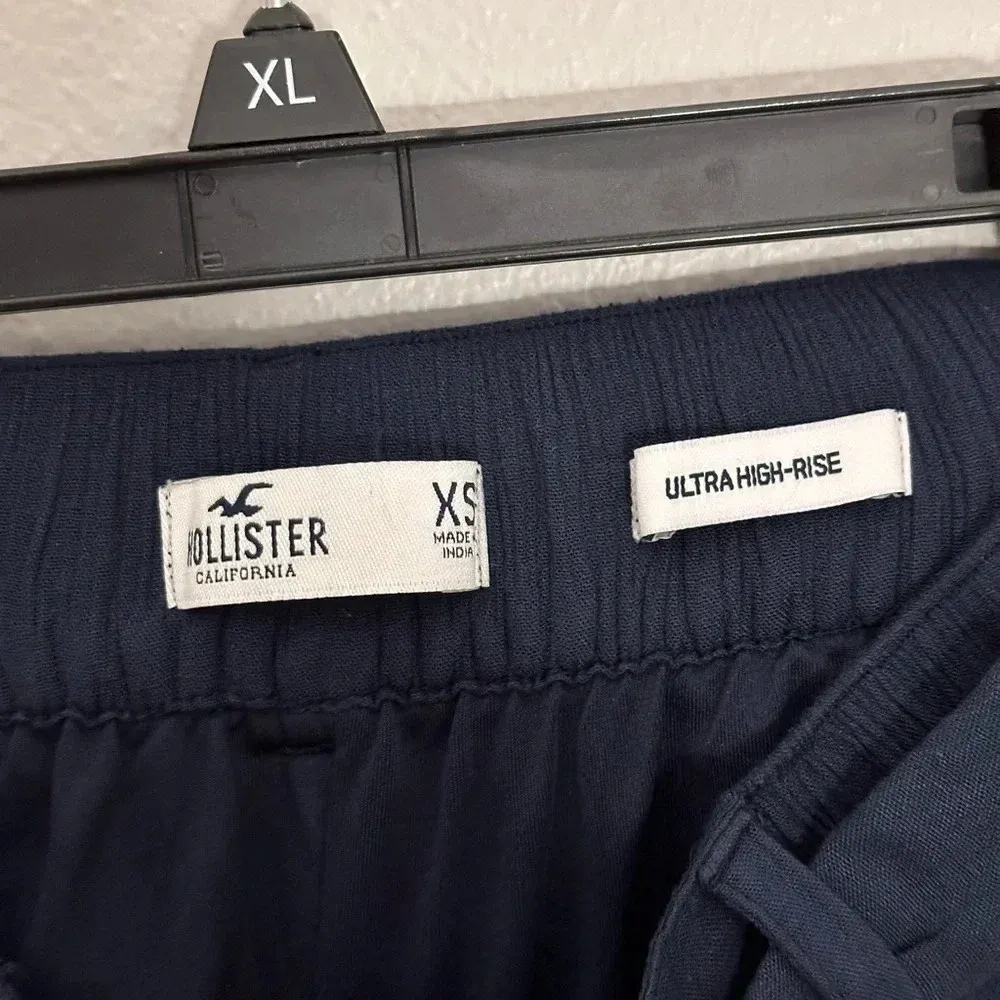 XL
HOLLISTER
CALIFORNIA
XS
MADE
INDIA
ULTRA HIGH-RISE